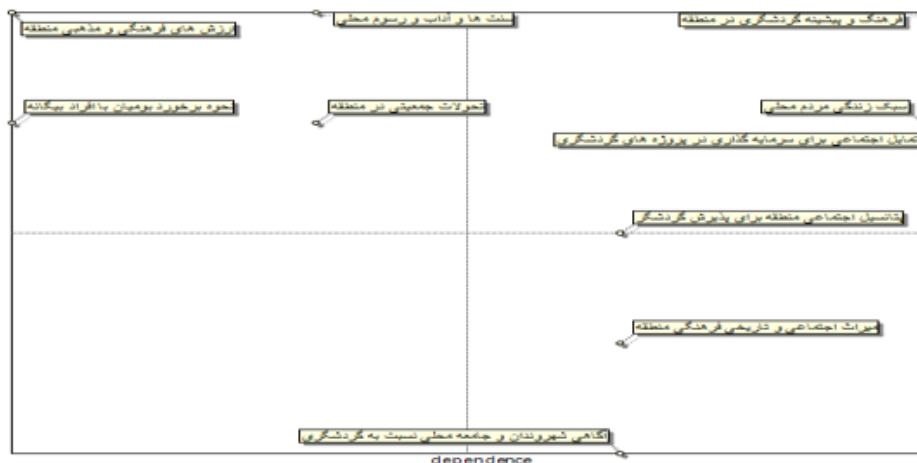 فرهنگ و پیشینه گردشگری در منطقه
سنت ها و آداب و رسوم محلی
ارزش های فرهنگی و مذهبی منطقه
سبک زندگی مردم محلی
تحولات جمعیتی در منطقه
نحوه برخورد بومیان با افراد بیگانه
تمایل اجتماعی برای سرمایه گذاری در پروژه های گردشگری
پتانسیل اجتماعی منطقه برای پذیرش گردشگر
میراث اجتماعی و تاریخی فرهنگی منطقه
آگاهی شهروندان و جامعه محلی نسبت به گردشگری
dependence